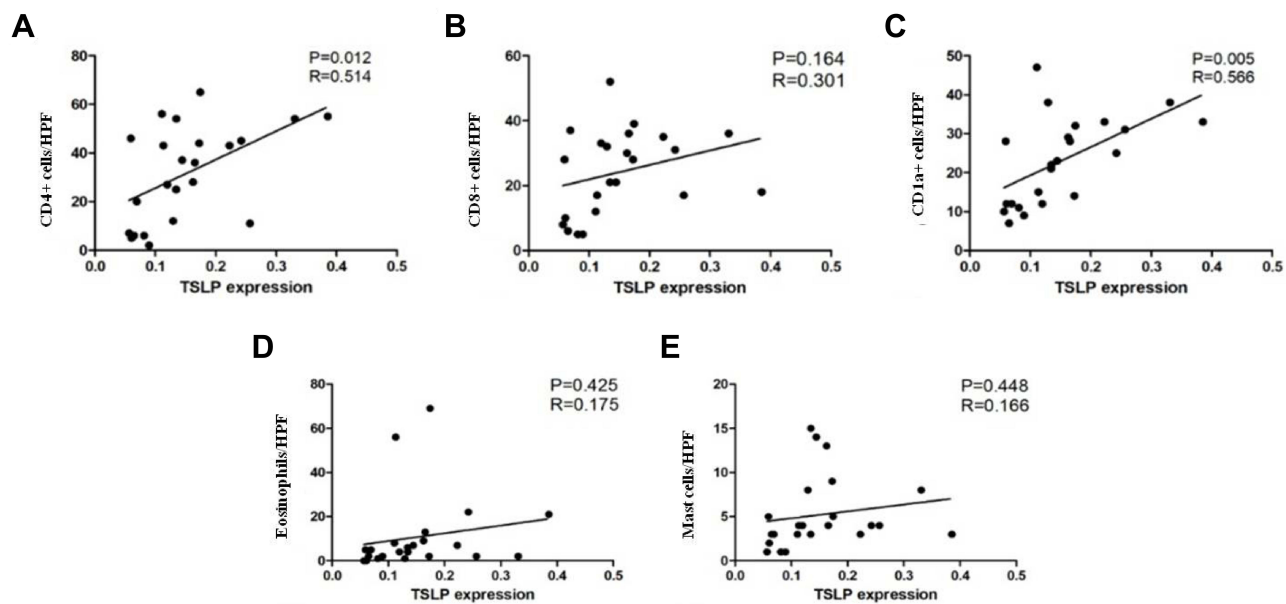 A
P=0.012
R=0.514
CD4+ cells/HPF
80
60
40
20
0
0.0 0.1 0.2 0.3 0.4 0.5
TSLP expression
B
P=0.164
R=0.301
CD8+ cells/HPF
60
40
20
0
0.0 0.1 0.2 0.3 0.4 0.5
TSLP expression
C
P=0.005
R=0.566
CD1a+ cells/HPF
50
40
30
20
10
0
0.0 0.1 0.2 0.3 0.4 0.5
TSLP expression
D
P=0.425
R=0.175
Eosinophils/HPF
80
60
40
20
0
0.0 0.1 0.2 0.3 0.4 0.5
TSLP expression
E
P=0.448
R=0.166
Mast cells/HPF
20
15
10
5
0
0.0 0.1 0.2 0.3 0.4 0.5
TSLP expression